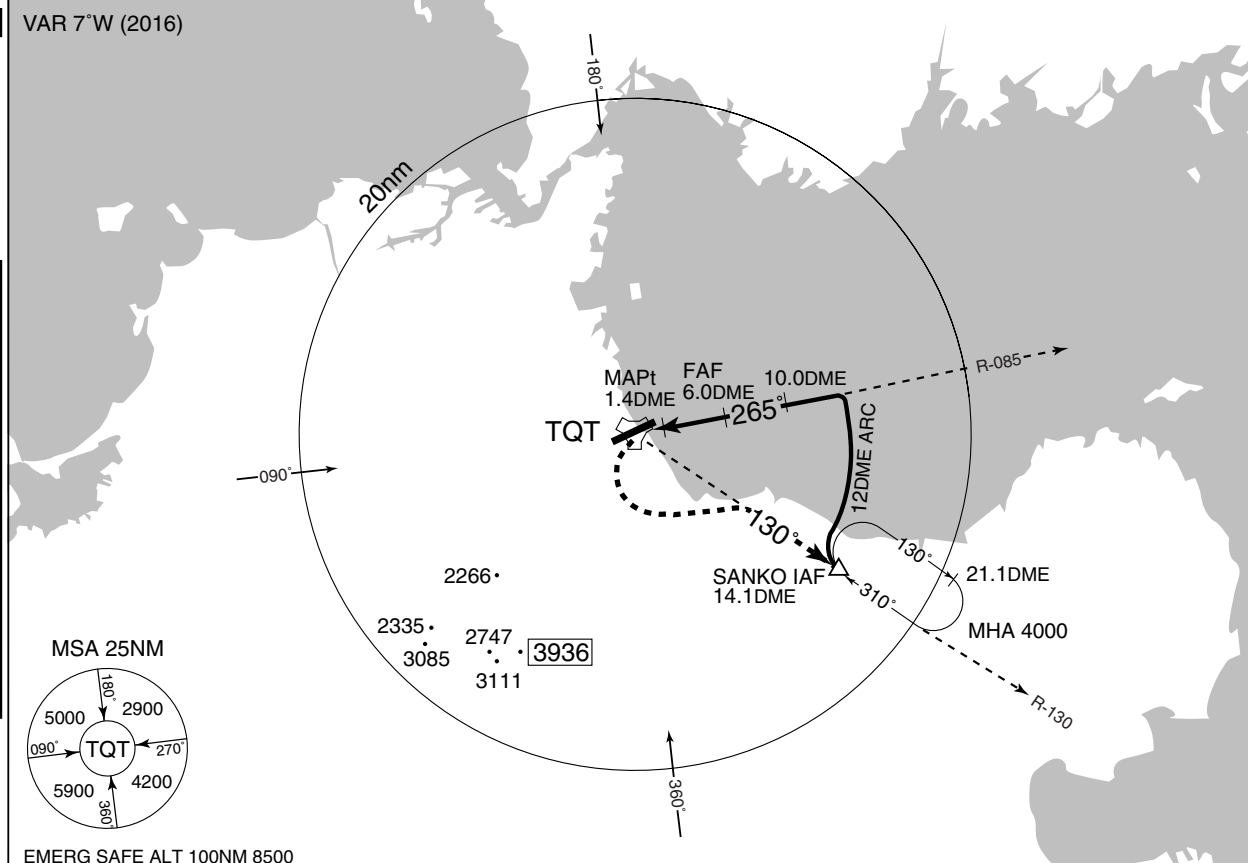 VAR 7°W (2016)
180°
20nm
R-085
MAPt
1.4DME
FAF
6.0DME
10.0DME
265°
TQT
12DME ARC
090°
130°
130°
SANKO IAF
14.1DME
310°
21.1DME
MHA 4000
R-130
2266
2335
3085
2747
3111
3936
360°
MSA 25NM
180°
5000
2900
090°
TQT
270°
5900
4200
360°
EMERG SAFE ALT 100NM 8500